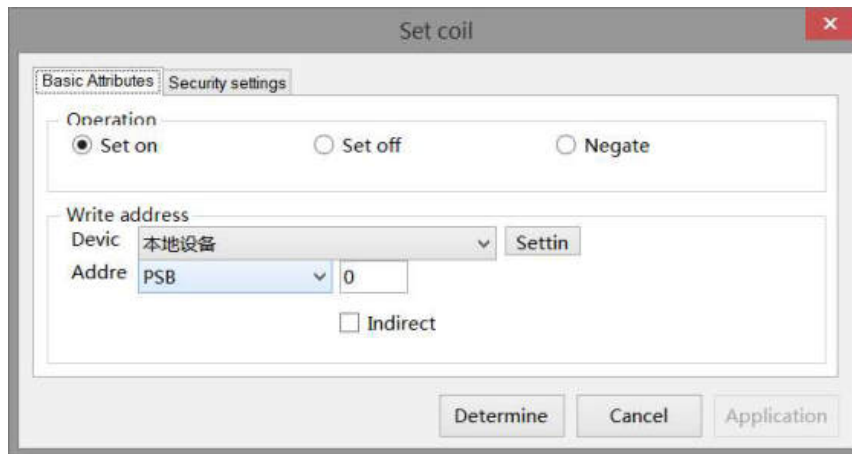 Set coil
Basic Attributes Security settings
Operation
Set on Set off Negate
Write address
Devic 本地设备 Settin
Addre PSB 0
Indirect
Determine Cancel Application